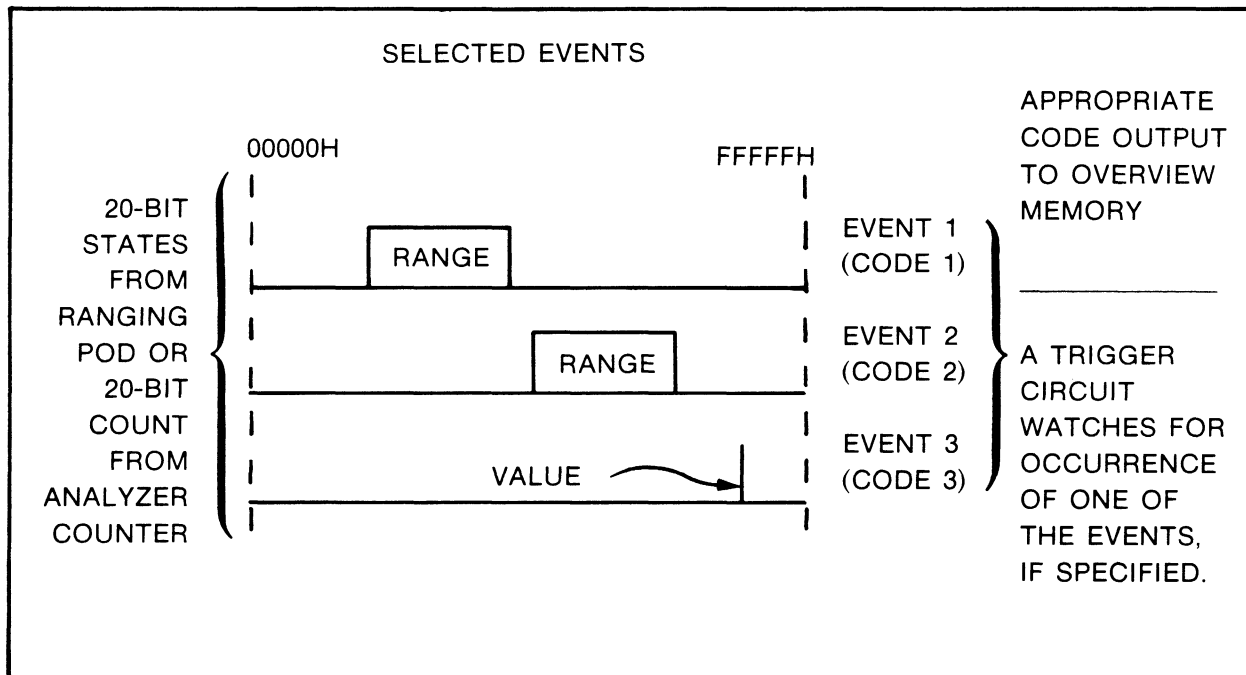 SELECTED EVENTS
00000H
FFFFFH
20-BIT
STATES
FROM
RANGING
POD OR
20-BIT
COUNT
FROM
ANALYZER
COUNTER
RANGE
RANGE
VALUE
EVENT 1
(CODE 1)
EVENT 2
(CODE 2)
EVENT 3
(CODE 3)
APPROPRIATE
CODE OUTPUT
TO OVERVIEW
MEMORY
A TRIGGER
CIRCUIT
WATCHES FOR
OCCURRENCE
OF ONE OF
THE EVENTS,
IF SPECIFIED.